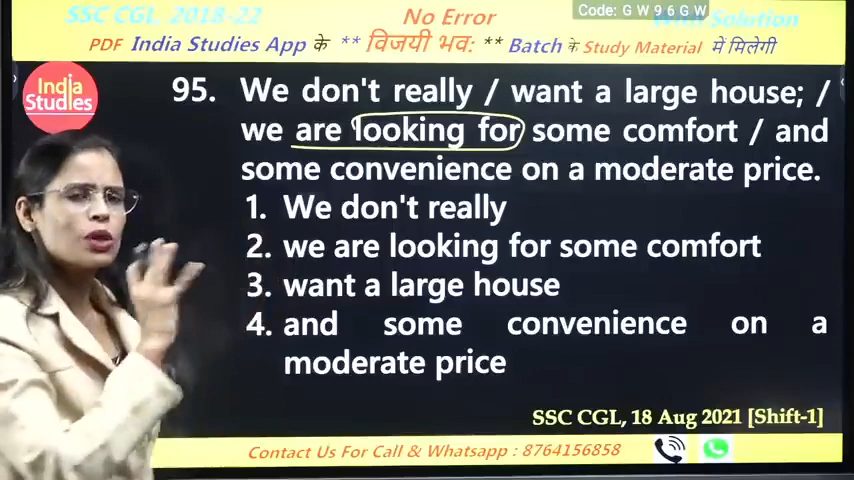 SSC CGL 2018-22
No Error
Code: G W 9 6 G W
Solution
PDF India Studies App के ** विजयी भव: ** Batch के Study Material में मिलेगी
India
Studies
95. We don't really / want a large house; /
we are looking for some comfort / and
some convenience on a moderate price.
1. We don't really
2. we are looking for some comfort
3. want a large house
4. and some convenience on a
moderate price
SSC CGL, 18 Aug 2021 [Shift-1]
Contact Us For Call & Whatsapp : 8764156858